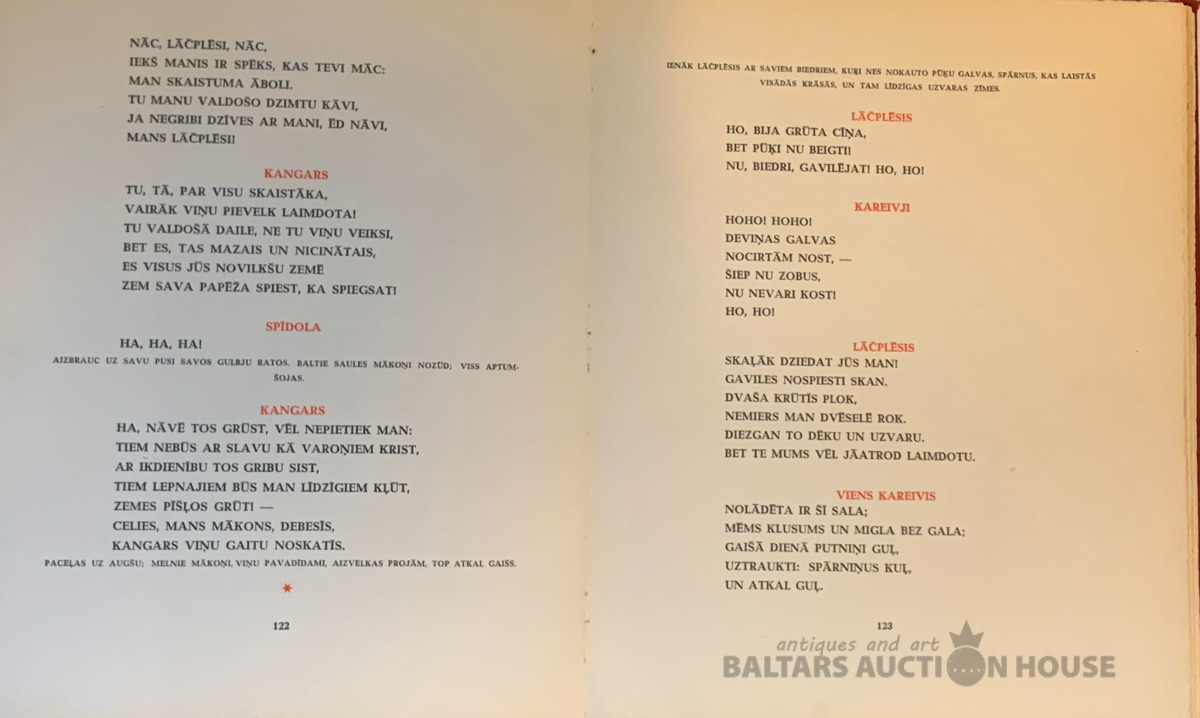 NĀC, LĀČPLĒSI, NĀC,
IEKŠ MANIS IR SPĒKS, KAS TEVI MĀC:
MAN SKAISTUMA ĀBOLI.
TU MANU VALDOŠO DZIMTU KĀVI,
JA NEGRIBI DZĪVES AR MANI, ĒD NĀVI,
MANS LĀČPLĒSI!
KANGARS
TU, TĀ, PAR VISU SKAISTĀKA,
VAIRĀK VIŅU PIEVELK LAIMDOTA!
TU VALDOŠĀ DAILE, NE TU VIŅU VEIKSI,
BET ES, TAS MAZAIS UN NICINĀTAIS,
ES VISUS JŪS NOVILKŠU ZEMĒ
ZEM SAVA PAPĒŽA SPIEST, KA SPIEGSAT!
SPĪDOLA
HA, HA, HA!
AIZBRAUC UZ SAVU PUSI SAVOS GULBJU RATOS. BALTIE SAULES MĀKOŅI NOZŪD; VISS APTUM-
ŠOJAS.
KANGARS
HA, NĀVĒ TOS GRŪST, VĒL NEPIETIEK MAN:
TIEM NEBŪS AR SLAVU KĀ VAROŅIEM KRIST,
AR IKDIENĪBU TOS GRIBU SIST,
TIEM LEPNAJIEM BŪS MAN LĪDZĪGIEM KĻŪT,
ZEMES PĪŠĻOS GRŪT! —
CELIES, MANS MĀKONS, DEBESĪS,
KANGARS VIŅU GAITU NOSKATĪS.
PACEĻAS UZ AUGŠU; MELNIE MĀKOŅI, VIŅU PAVADĪDAMI, AIZVELKAS PROJĀM, TOP ATKAL GAIŠS.
*
122
IENĀK LĀČPLĒSIS AR SAVIEM BIEDRIEM, KUŖI NES NOKAUTO PŪĶU GALVAS, SPĀRNUS, KAS LAISTĀS
VISĀDĀS KRĀSĀS, UN TAM LĪDZĪGAS UZVARAS ZĪMES.
LĀČPLĒSIS
HO, BIJA GRŪTA CĪŅA,
BET PŪĶI NU BEIGTI!
NU, BIEDRI, GAVILĒJAT! HO, HO!
KAREIVJI
HOHO! HOHO!
DEVIŅAS GALVAS
NOCIRTĀM NOST, —
ŠIEP NU ZOBUS,
NU NEVARI KOST!
HO, HO!
LĀČPLĒSIS
SKAĻĀK DZIEDAT JŪS MAN!
GAVILES NOSPIESTI SKAN.
DVAŠA KRŪTĪS PLOK,
NEMIERS MAN DVĒSELĒ ROK.
DIEZGAN TO DĒKU UN UZVARU.
BET TE MUMS VĒL JĀATROD LAIMDOTU.
VIENS KAREIVIS
NOLĀDĒTA IR ŠĪ SALA;
MĒMS KLUSUMS UN MIGLA BEZ GALA;
GAIŠĀ DIENĀ PUTNIŅI GUĻ,
UZTRAUKTI: SPĀRNIŅUS KUĻ,
UN ATKAL GUĻ.
123
antiques and art
BALTARS AUCTION HOUSE